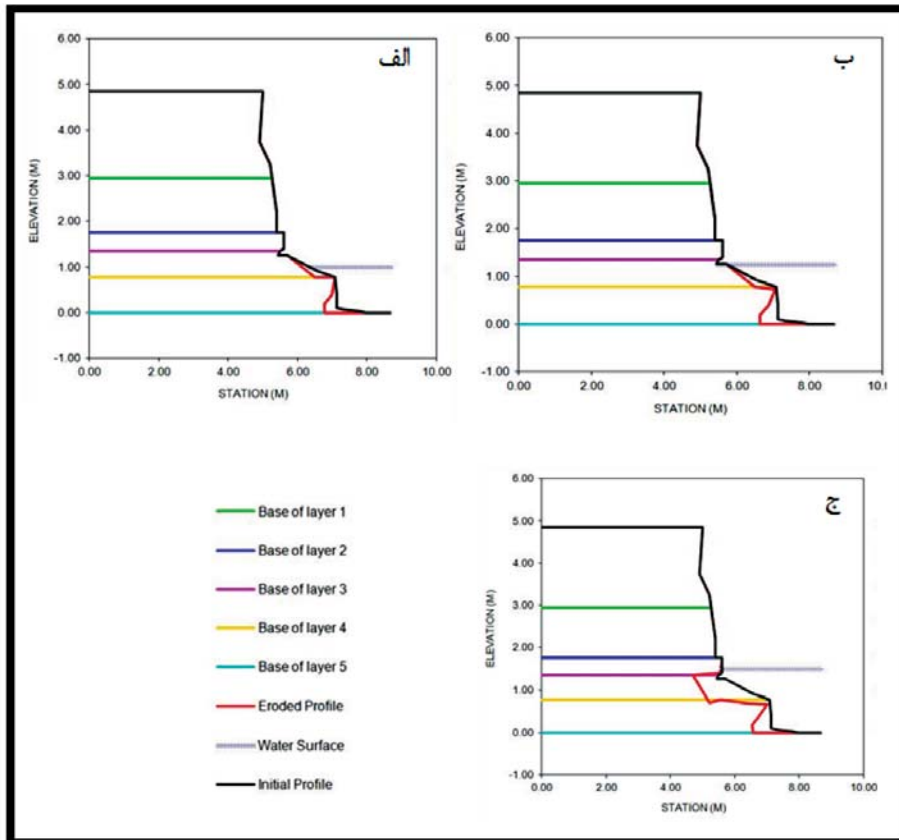 الف
6.00
5.00
4.00
3.00
2.00
1.00
0.00
-1.00
ELEVATION (M)
0.00 2.00 4.00 6.00 8.00 10.00
STATION (M)
ب
6.00
5.00
4.00
3.00
2.00
1.00
0.00
-1.00
ELEVATION (M)
0.00 2.00 4.00 6.00 8.00 10.0
STATION (M)
Base of layer 1
Base of layer 2
Base of layer 3
Base of layer 4
Base of layer 5
Eroded Profile
Water Surface
Initial Profile
ج
6.00
5.00
4.00
3.00
2.00
1.00
0.00
-1.00
ELEVATION (M)
0.00 2.00 4.00 6.00 8.00 10.00
STATION (M)